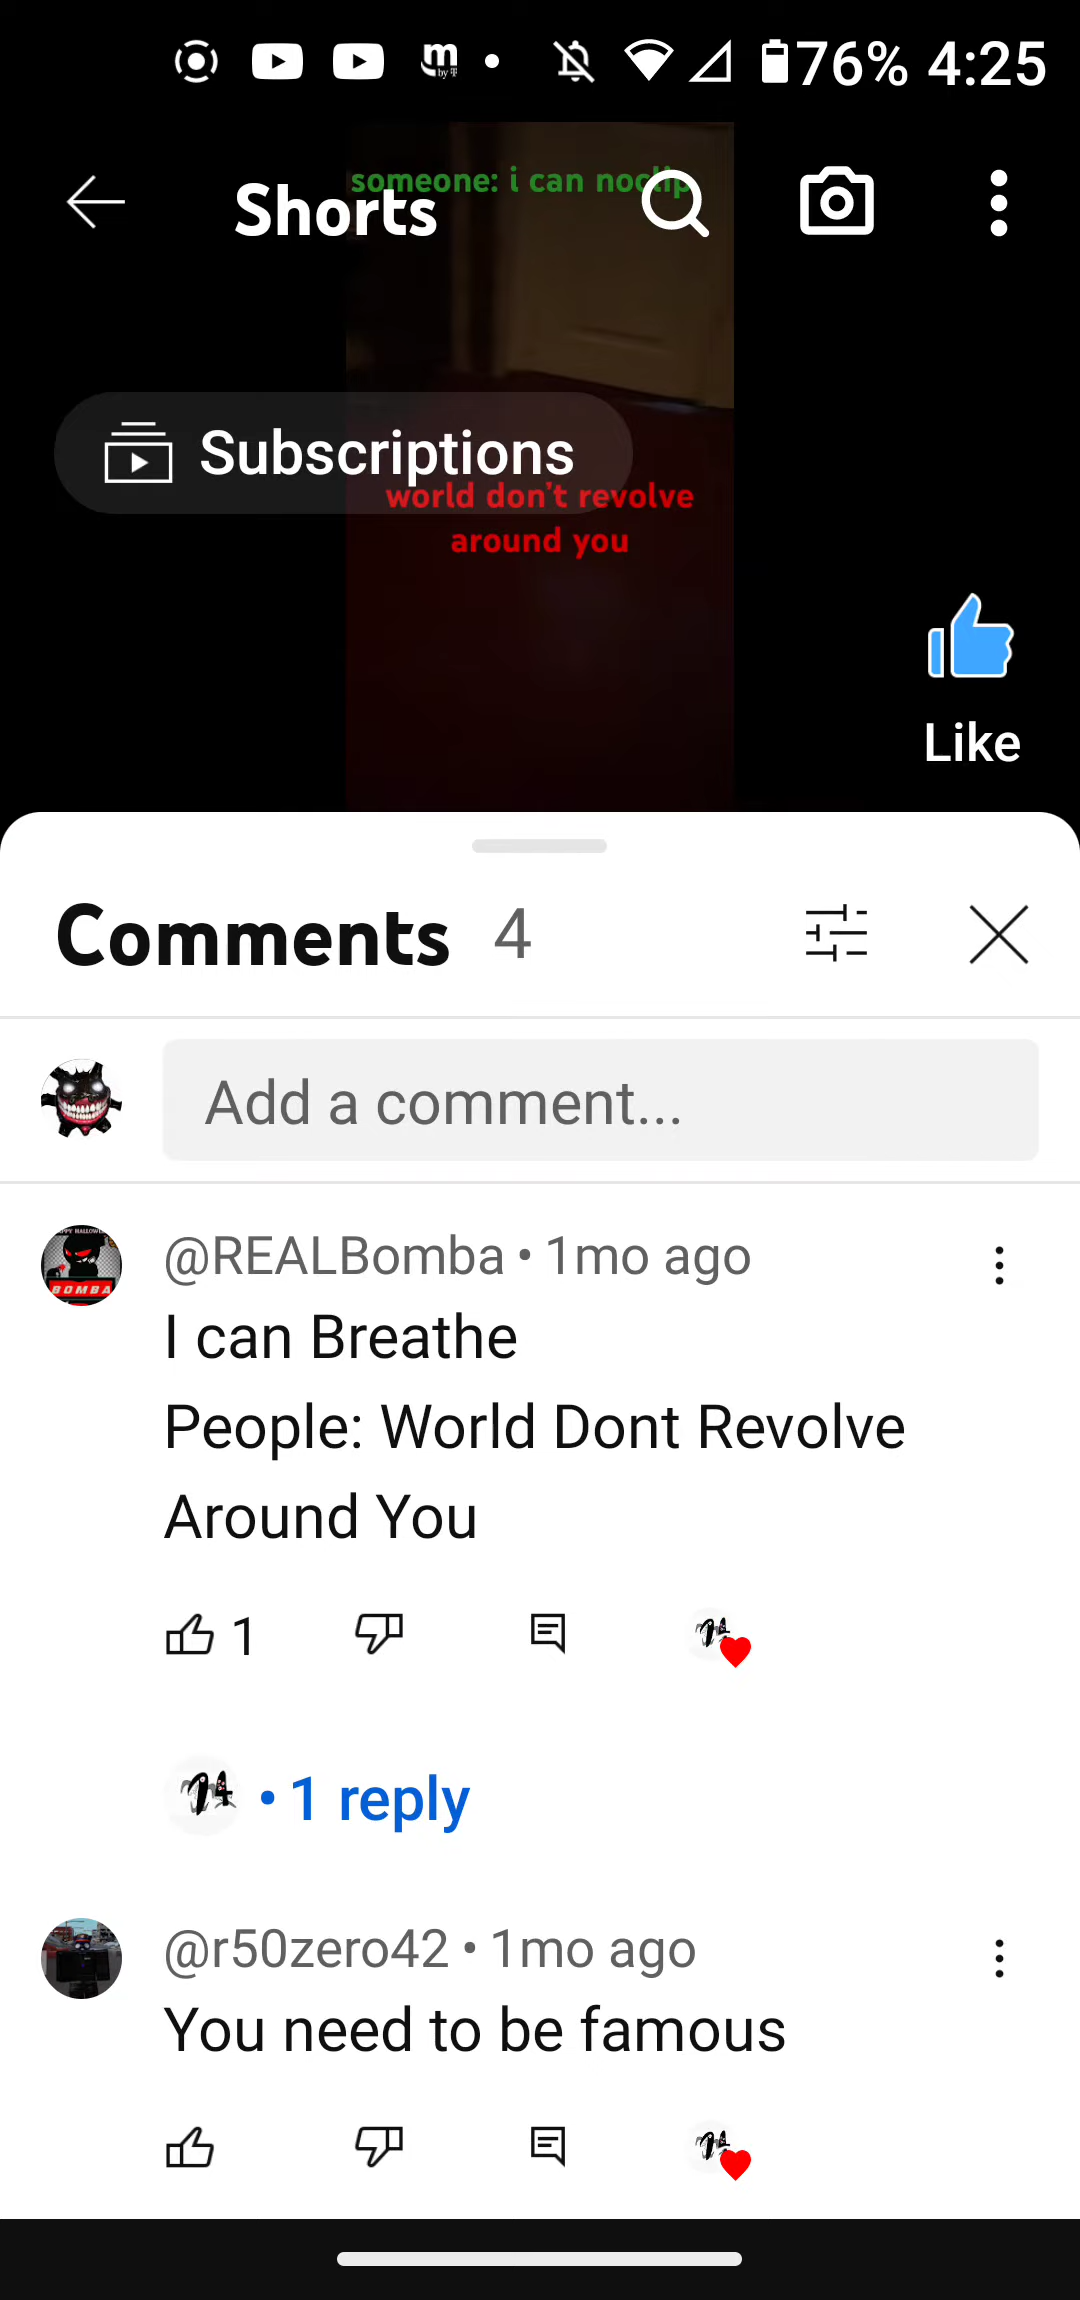 76% 4:25
someone: i can noclip
Shorts
Subscriptions
world don't revolve
around you
Like
Comments 4
Add a comment...
@REALBomba • 1mo ago
I can Breathe
People: World Dont Revolve
Around You
1
• 1 reply
@r50zero42 • 1mo ago
You need to be famous